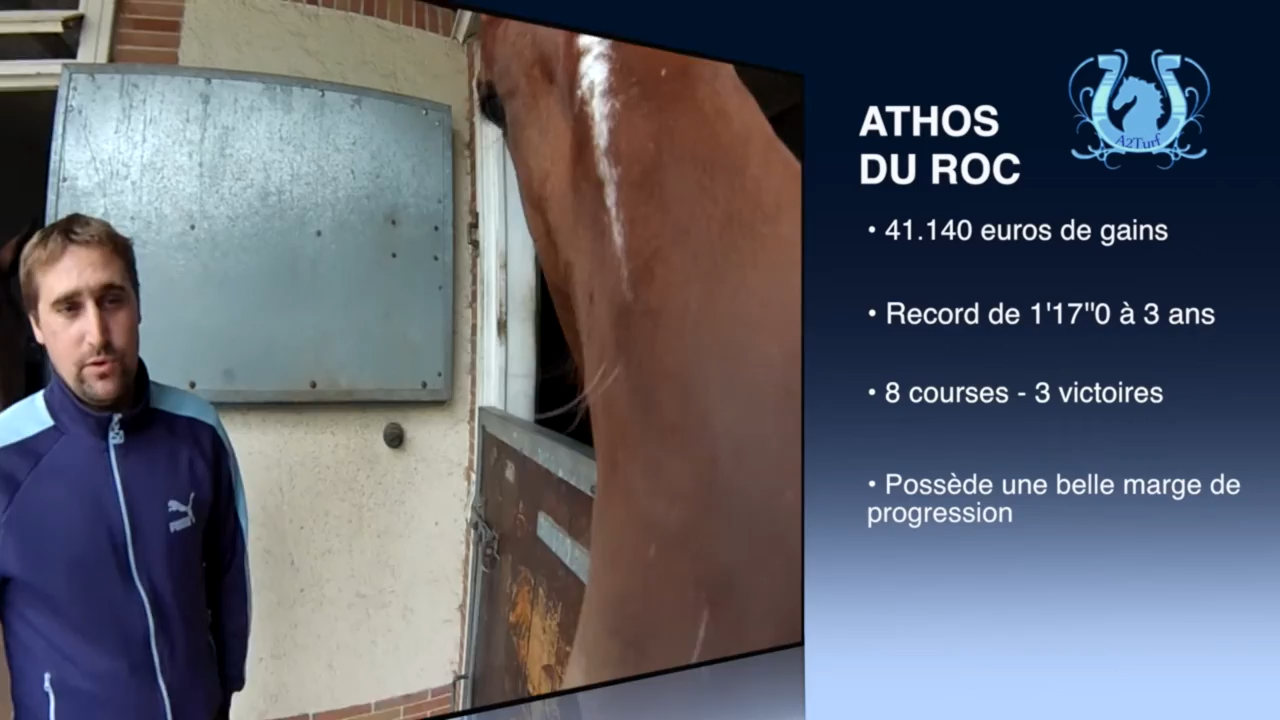 ATHOS
DU ROC
A2Turf
• 41.140 euros de gains
• Record de 1'17"0 à 3 ans
• 8 courses - 3 victoires
• Possède une belle marge de
progression
PUMA